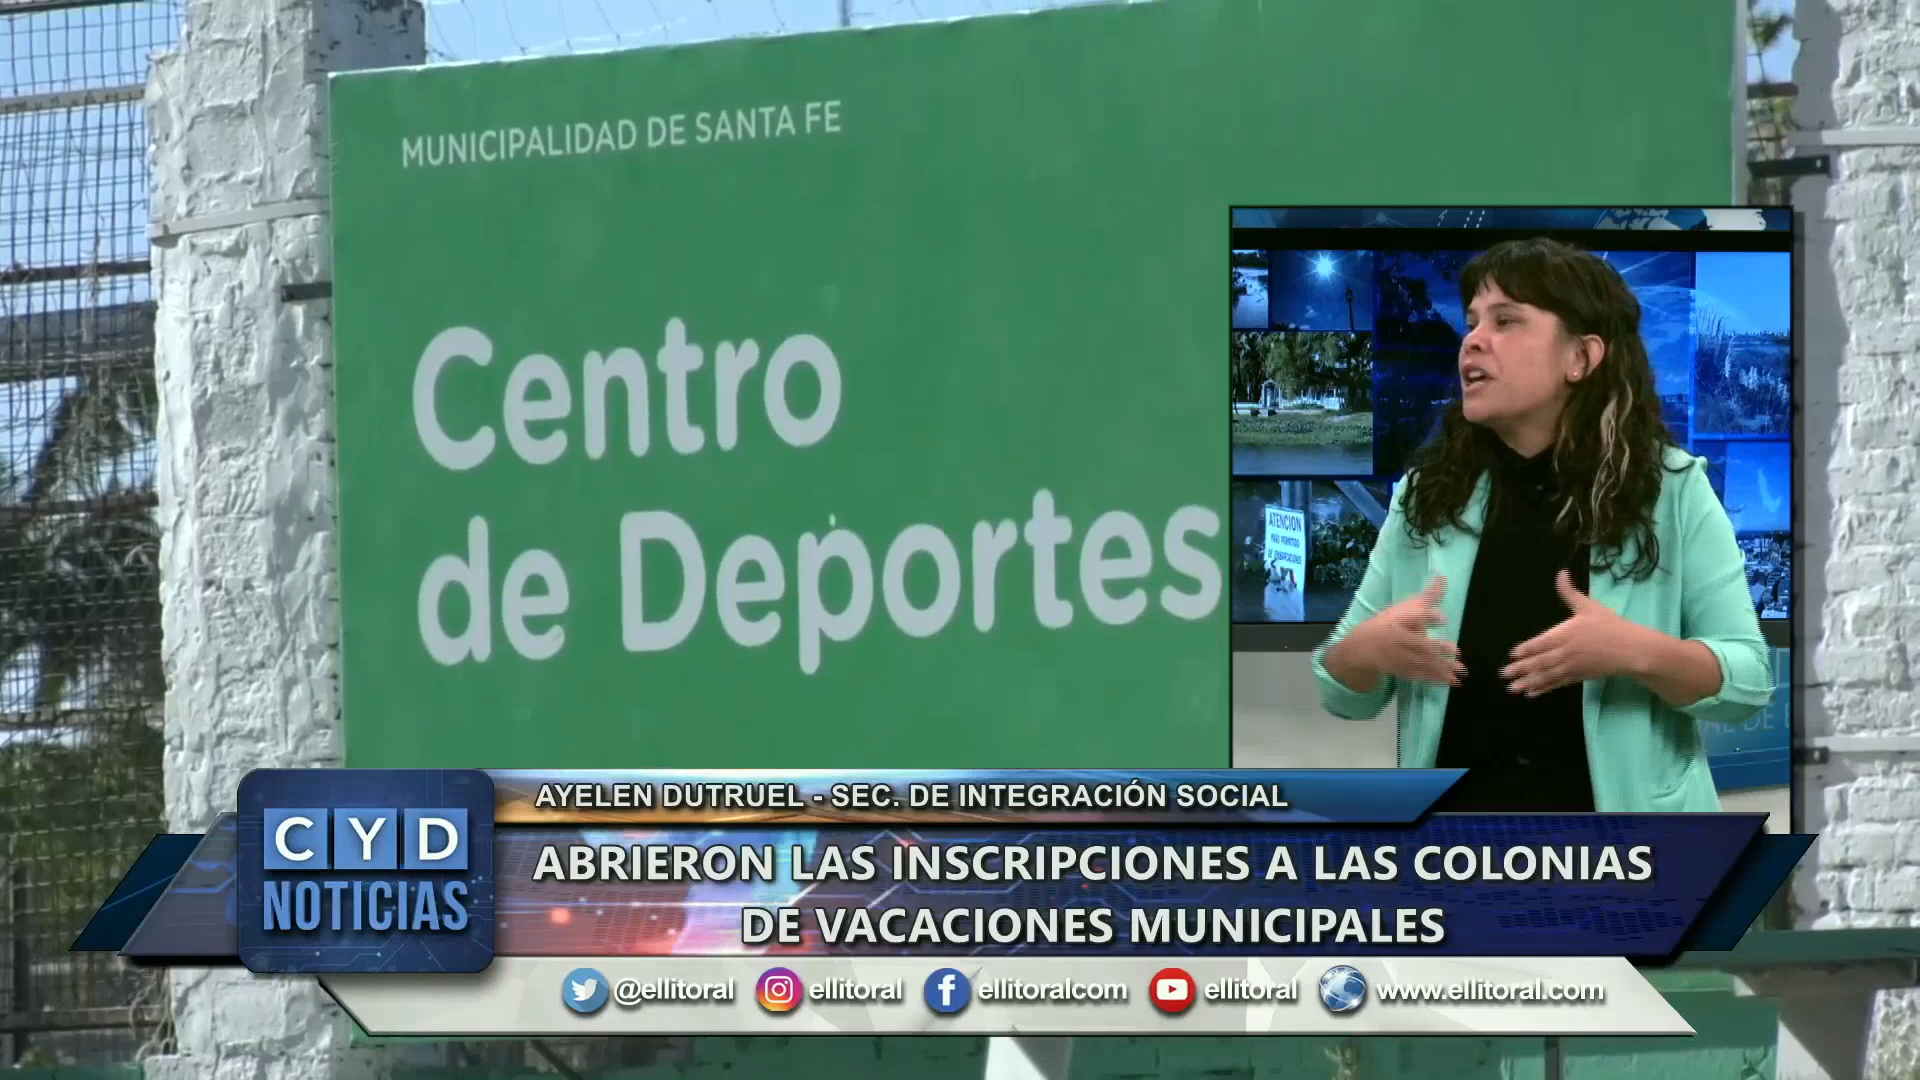 MUNICIPALIDAD DE SANTA FE
Centro
de Deportes
ATENCION
AYELEN DUTRUEL - SEC. DE INTEGRACIÓN SOCIAL
CYD
NOTICIAS
ABRIERON LAS INSCRIPCIONES A LAS COLONIAS
DE VACACIONES MUNICIPALES
@ellitoral ellitoral ellitoralcom ellitoral www.ellitoral.com